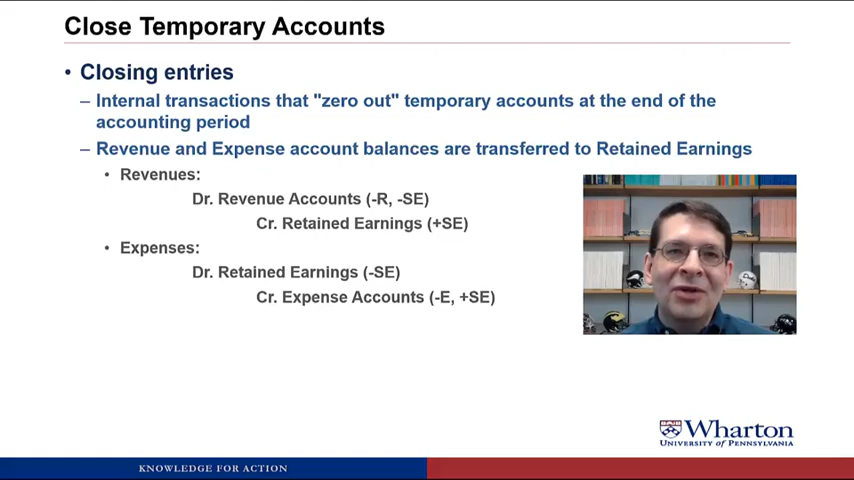 Close Temporary Accounts
• Closing entries
– Internal transactions that "zero out" temporary accounts at the end of the
accounting period
– Revenue and Expense account balances are transferred to Retained Earnings
• Revenues:
Dr. Revenue Accounts (-R, -SE)
Cr. Retained Earnings (+SE)
• Expenses:
Dr. Retained Earnings (-SE)
Cr. Expense Accounts (-E, +SE)
Wharton
UNIVERSITY of PENNSYLVANIA
KNOWLEDGE FOR ACTION